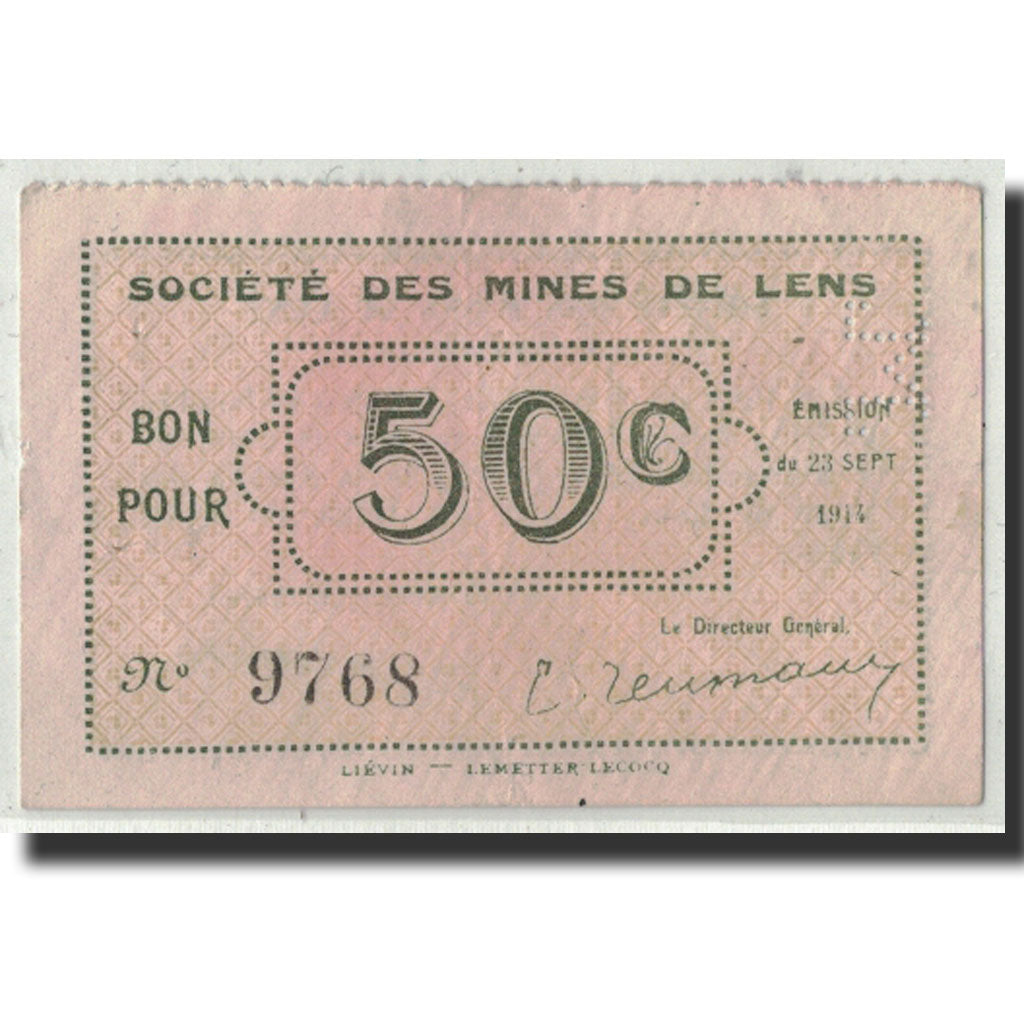 SOCIÉTÉ DES MINES DE LENS
BON
POUR
50c
ÉMISSION
du 23 SEPT
1914
Le Directeur Général,
No 9768
LIÉVIN — LEMETTER-LECOCQ